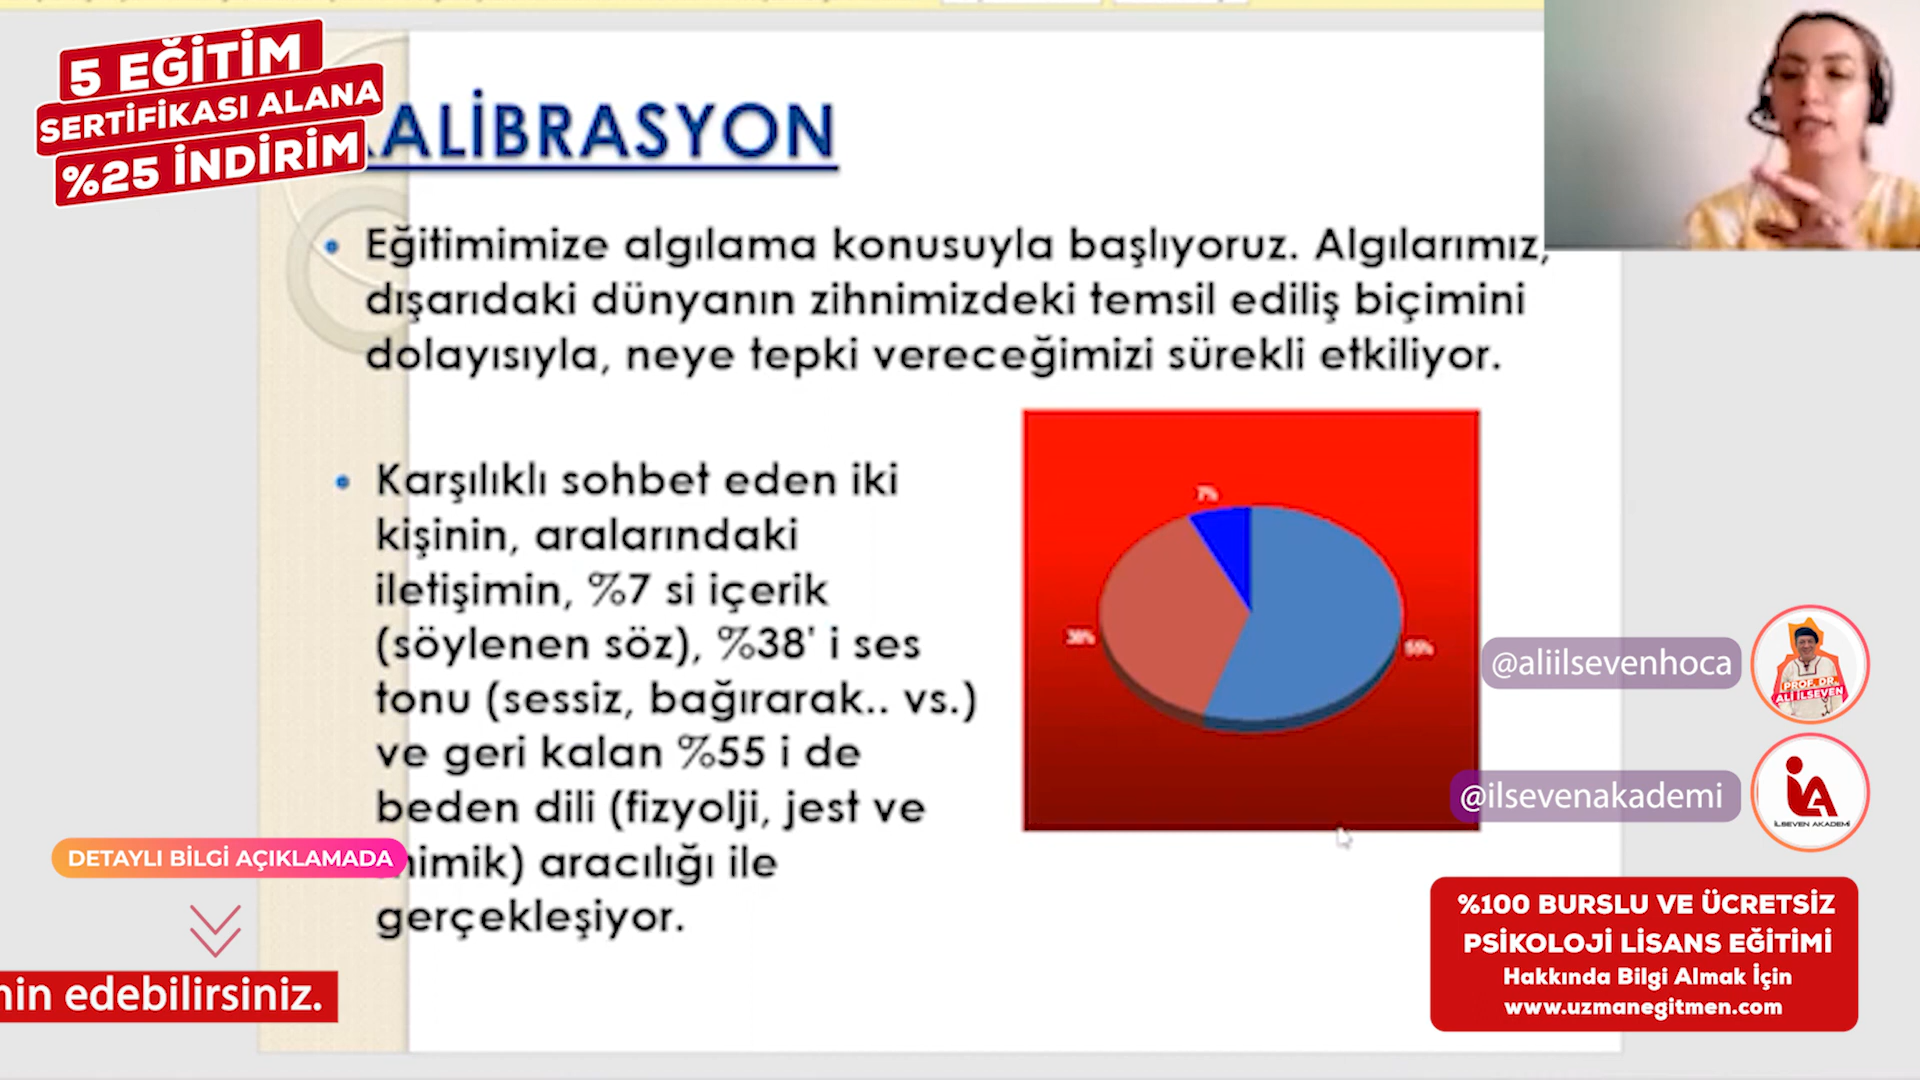 5 EĞİTİM
SERTİFİKASI ALANA
%25 İNDİRİM
ALİBRASYON
Eğitimimize algılama konusuyla başlıyoruz. Algılarımız,
dışarıdaki dünyanın zihnimizdeki temsil ediliş biçimini
dolayısıyla, neye tepki vereceğimizi sürekli etkiliyor.
Karşılıklı sohbet eden iki
kişinin, aralarındaki
iletişimin, %7 si içerik
(söylenen söz), %38' i ses
tonu (sessiz, bağırarak.. vs.)
ve geri kalan %55 i de
beden dili (fizyolji, jest ve
mimik) aracılığı ile
gerçekleşiyor.
7%
38%
55%
@aliilsevenhoca
PROF. DR.
ALİ İLSEVEN
@ilsevenakademi
İLSEVEN AKADEMİ
DETAYLI BİLGİ AÇIKLAMADA
edebilirsiniz.
%100 BURSLU VE ÜCRETSİZ
PSİKOLOJİ LİSANS EĞİTİMİ
Hakkında Bilgi Almak İçin
www.uzmanegitmen.com